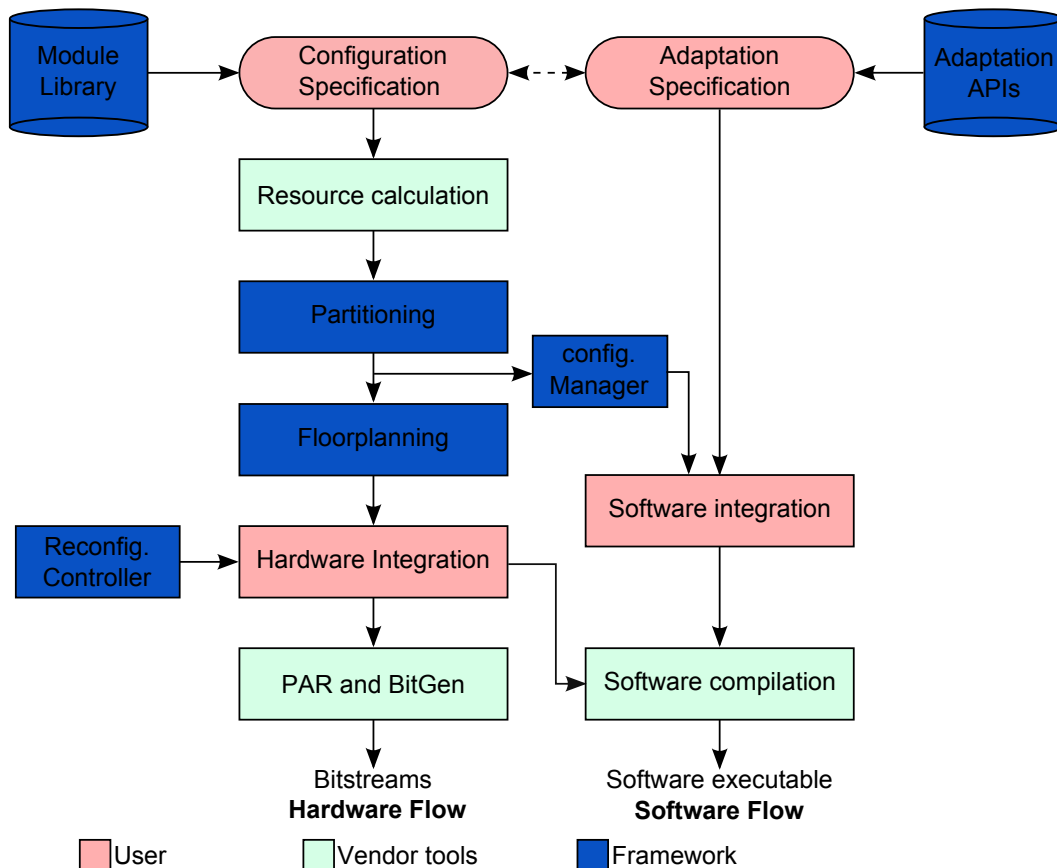 Module
Library
Configuration
Specification
Adaptation
Specification
Adaptation
APIs
Resource calculation
Partitioning
config.
Manager
Floorplanning
Software integration
Reconfig.
Controller
Hardware Integration
PAR and BitGen
Software compilation
Bitstreams
Hardware Flow
Software executable
Software Flow
User
Vendor tools
Framework